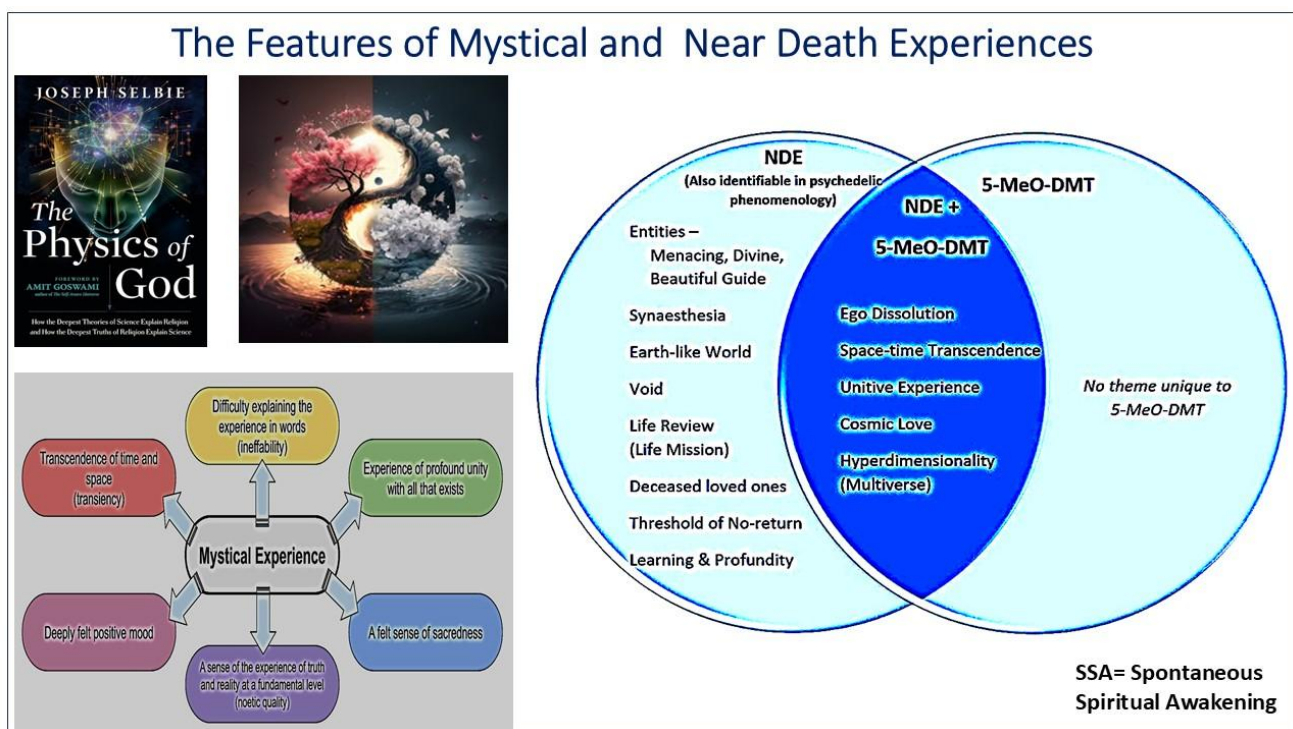 The Features of Mystical and Near Death Experiences
JOSEPH SELBIE
The
Physics of
God
FOREWORD BY
AMIT GOSWAMI
author of The Self-Aware Universe
How the Deepest Theories of Science Explain Religion
and How the Deepest Truths of Religion Explain Science
Difficulty explaining the
experience in words
(ineffability)
Transcendence of time and
space
(transiency)
Experience of profound unity
with all that exists
Mystical Experience
Deeply felt positive mood
A felt sense of sacredness
A sense of the experience of truth
and reality at a fundamental level
(noetic quality)
NDE
(Also identifiable in psychedelic
phenomenology)
Entities –
Menacing, Divine,
Beautiful Guide
Synaesthesia
Earth-like World
Void
Life Review
(Life Mission)
Deceased loved ones
Threshold of No-return
Learning & Profundity
NDE +
5-MeO-DMT
Ego Dissolution
Space-time Transcendence
Unitive Experience
Cosmic Love
Hyperdimensionality
(Multiverse)
5-MeO-DMT
No theme unique to
5-MeO-DMT
SSA= Spontaneous
Spiritual Awakening